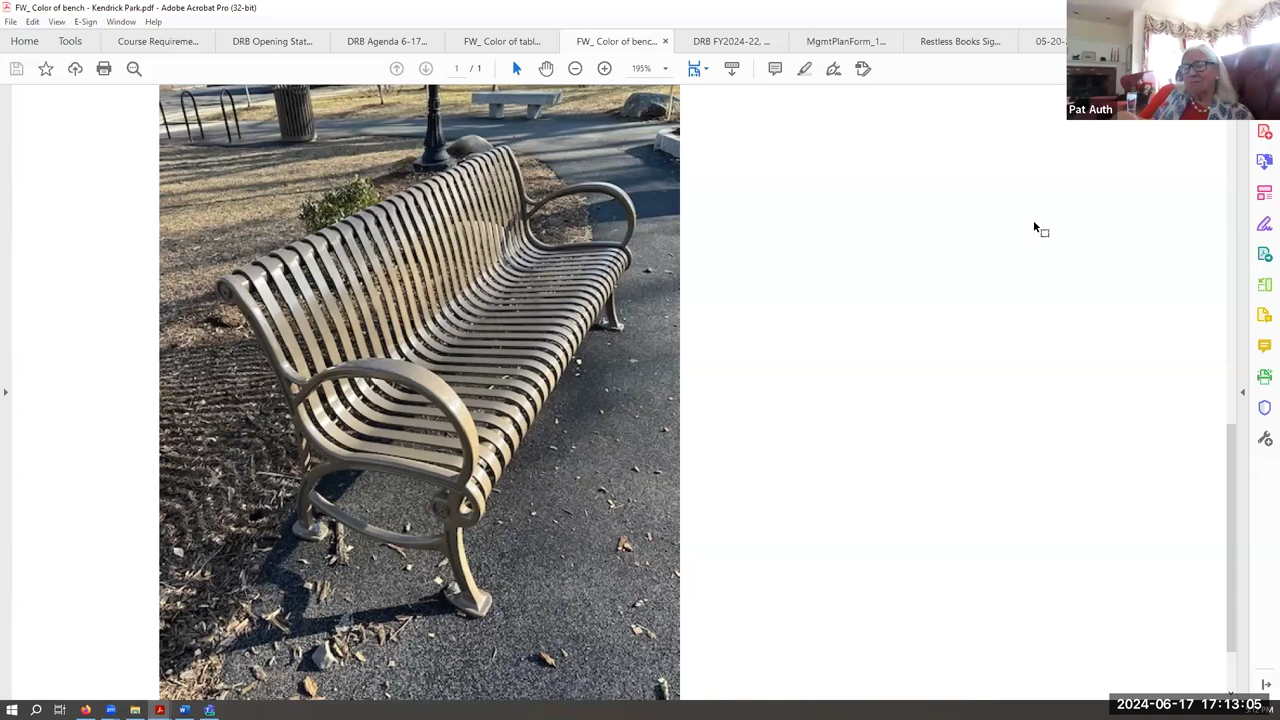 FW_ Color of bench - Kendrick Park.pdf - Adobe Acrobat Pro (32-bit)
File Edit View E-Sign Window Help
Home Tools Course Requireme... DRB Opening Stat... DRB Agenda 6-17... FW_ Color of tabl... FW_ Color of benc... × DRB FY2024-22, ... MgmtPlanForm_1... Restless Books Sig... 05-20-
1 / 1 195%
Pat Auth
2024-06-17 17:13:05